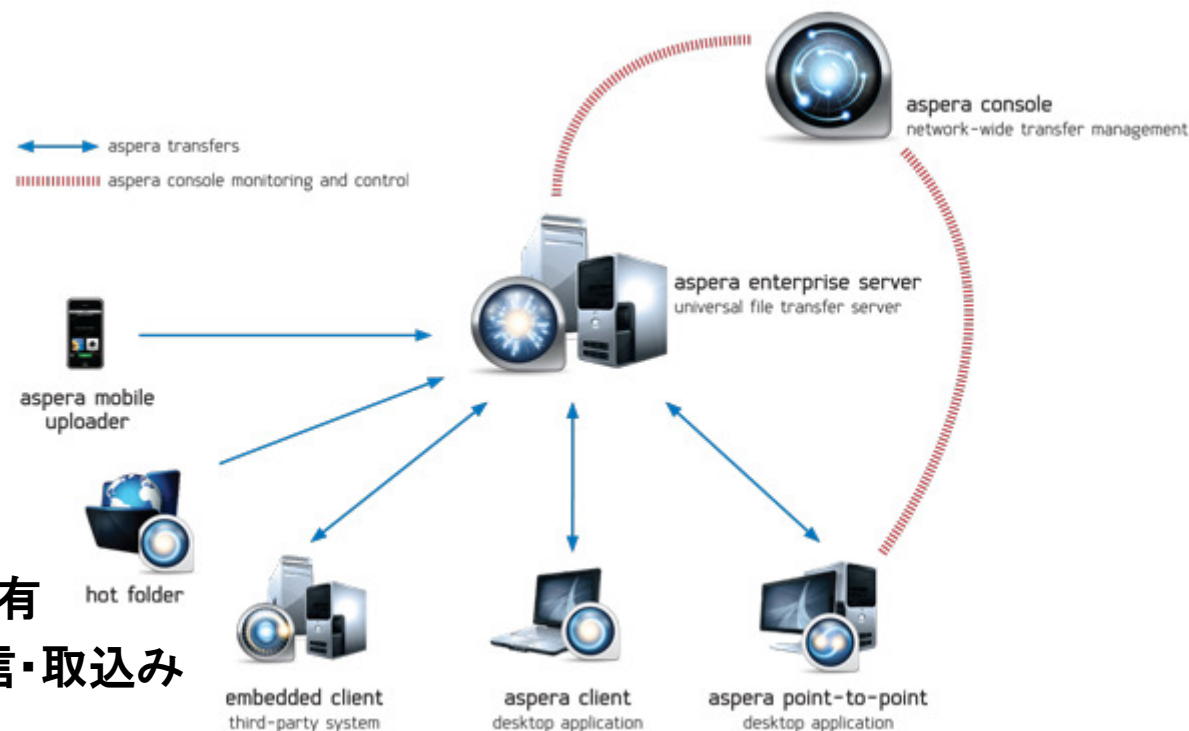 aspera console
network-wide transfer management
aspera transfers
aspera console monitoring and control
aspera enterprise server
universal file transfer server
aspera mobile
uploader
hot folder
有
信・取込み
embedded client
third-party system
aspera client
desktop application
aspera point-to-point
desktop application